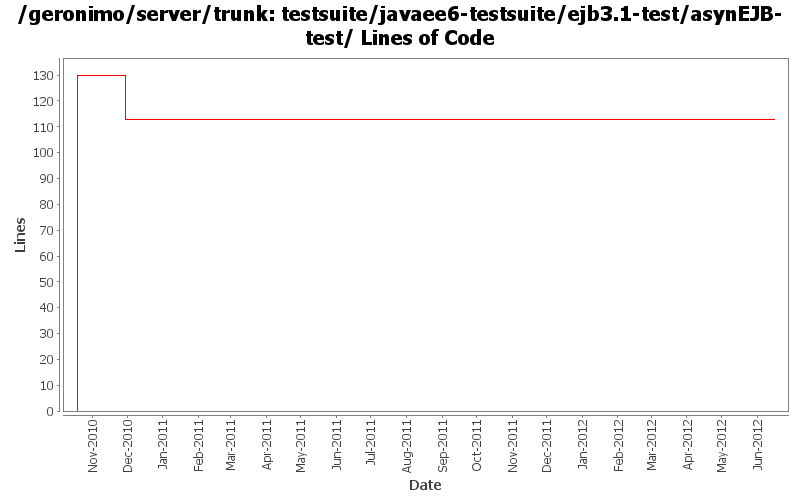 /geronimo/server/trunk: testsuite/javaee6-testsuite/ejb3.1-test/asynEJB-
test/ Lines of Code
130
120
110
100
90
80
70
60
50
40
30
20
10
0
Lines
Nov-2010
Dec-2010
Jan-2011
Feb-2011
Mar-2011
Apr-2011
May-2011
Jun-2011
Jul-2011
Aug-2011
Sep-2011
Oct-2011
Nov-2011
Dec-2011
Jan-2012
Feb-2012
Mar-2012
Apr-2012
May-2012
Jun-2012
Date